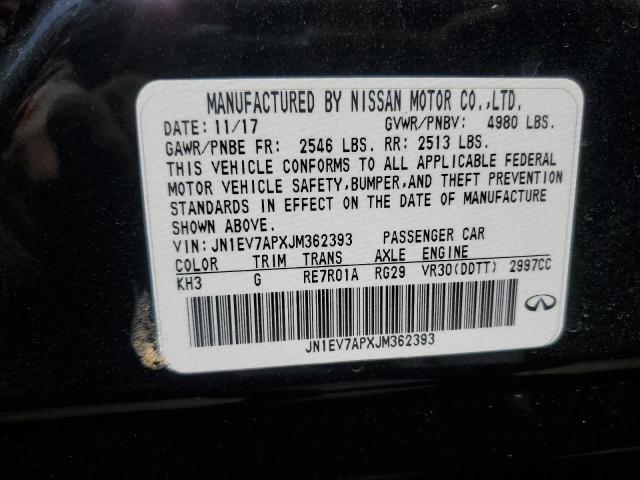 MANUFACTURED BY NISSAN MOTOR CO.,LTD.
DATE: 11/17 GVWR/PNBV: 4980 LBS.
GAWR/PNBE FR: 2546 LBS. RR: 2513 LBS.
THIS VEHICLE CONFORMS TO ALL APPLICABLE FEDERAL
MOTOR VEHICLE SAFETY,BUMPER,AND THEFT PREVENTION
STANDARDS IN EFFECT ON THE DATE OF MANUFACTURE
SHOWN ABOVE.
VIN: JN1EV7APXJM362393 PASSENGER CAR
COLOR TRIM TRANS AXLE ENGINE
KH3 G RE7R01A RG29 VR30(DDTT) 2997CC
JN1EV7APXJM362393